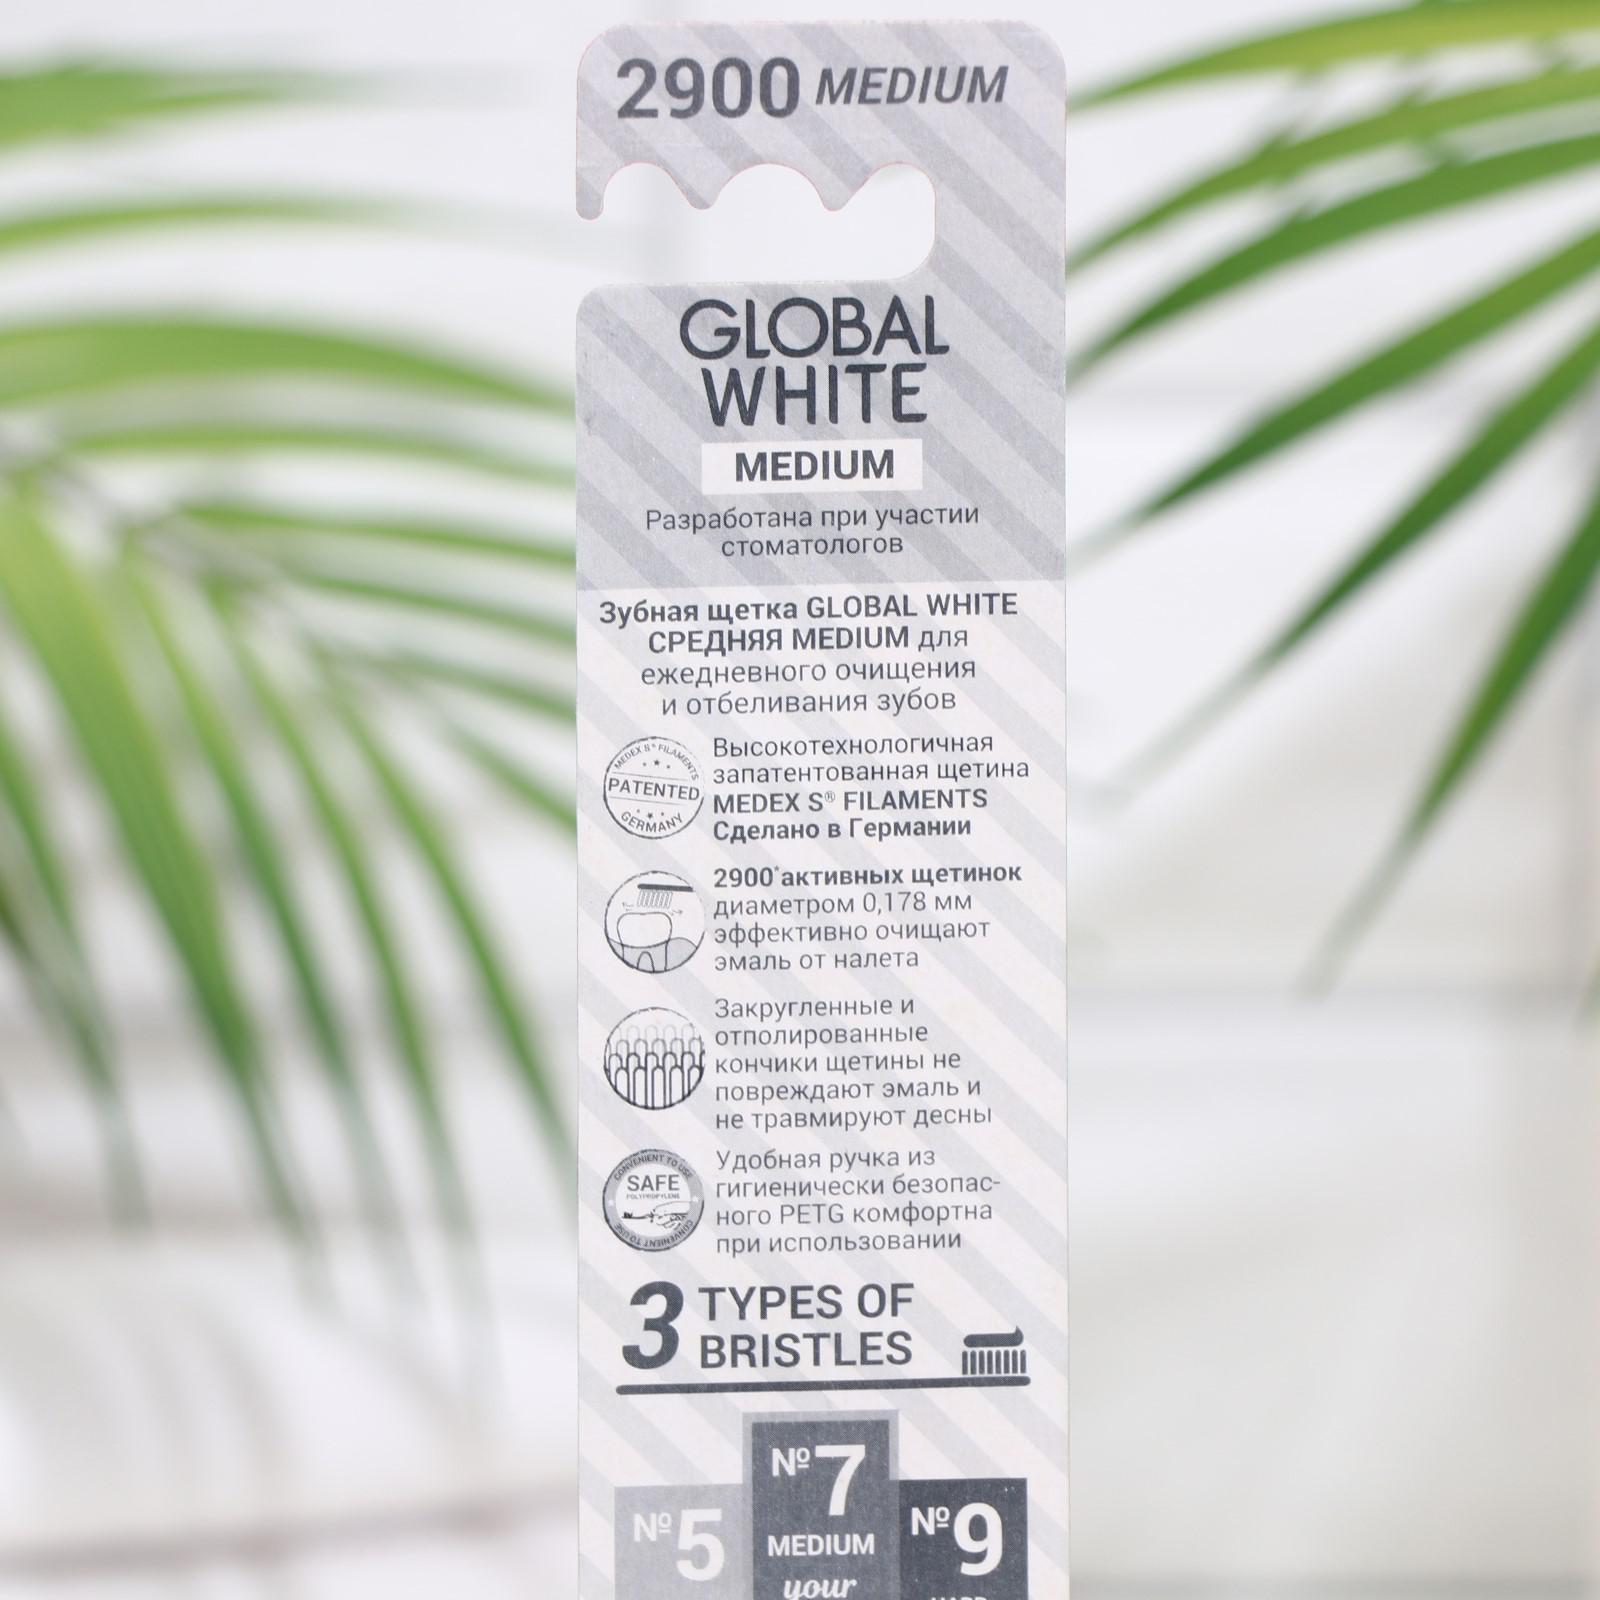 2900 MEDIUM
GLOBAL
WHITE
MEDIUM
Разработана при участии
стоматологов
Зубная щетка GLOBAL WHITE
СРЕДНЯЯ MEDIUM для
ежедневного очищения
и отбеливания зубов
MEDEX S® FILAMENTS
PATENTED
GERMANY
Высокотехнологичная
запатентованная щетина
MEDEX S® FILAMENTS
Сделано в Германии
2900*активных щетинок
диаметром 0,178 мм
эффективно очищают
эмаль от налета
Закругленные и
отполированные
кончики щетины не
повреждают эмаль и
не травмируют десны
CONVENIENT TO USE
SAFE
POLYPROPYLENE
CONVENIENT TO USE
Удобная ручка из
гигиенически безопас-
ного PETG комфортна
при использовании
3 TYPES OF
BRISTLES
№5
№7
MEDIUM
your
№9